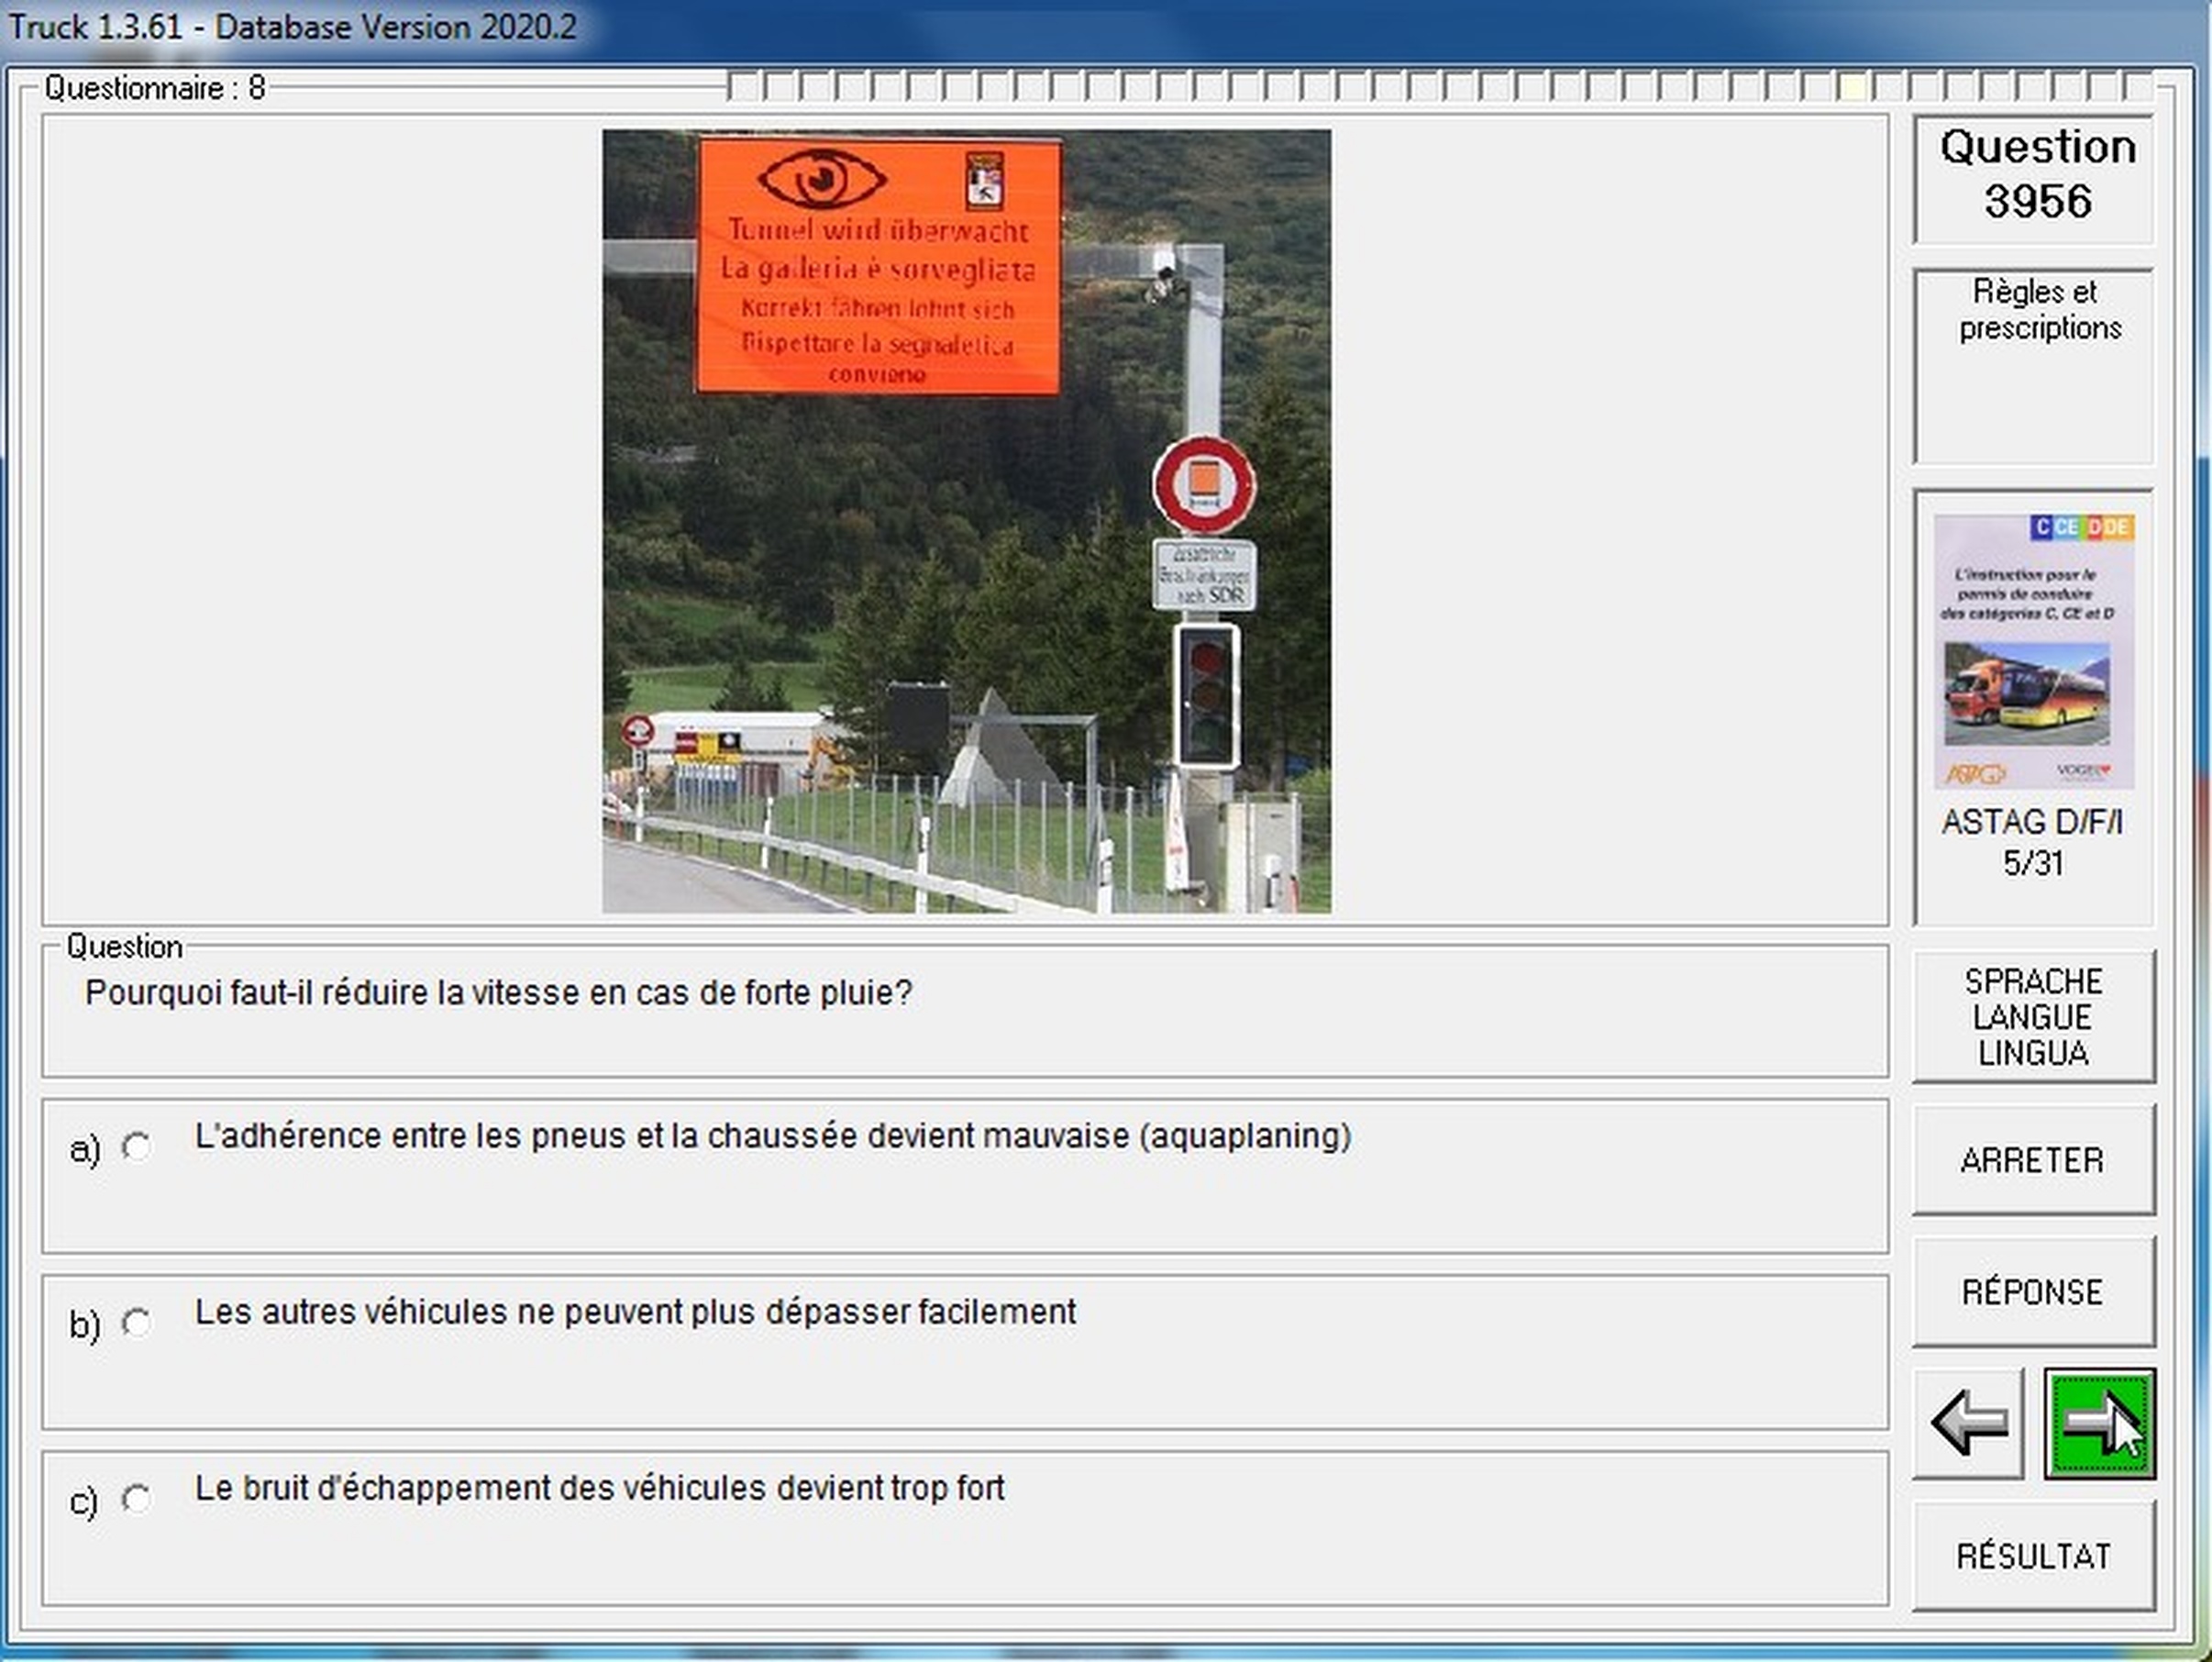 Truck 1.3.61 - Database Version 2020.2
Questionnaire : 8
Tunnel wird überwacht
La galleria è sorvegliata
Korrekt fahren lohnt sich
Rispettare la segnaletica
conviene
Zusätzliche
Beschränkungen
nach SDR
Question
3956
Règles et
prescriptions
C CE D DE
L'instruction pour le
permis de conduire
des catégories C, CE et D
ASTAG
VOGEL
ASTAG D/F/I
5/31
Question
Pourquoi faut-il réduire la vitesse en cas de forte pluie?
a) L'adhérence entre les pneus et la chaussée devient mauvaise (aquaplaning)
b) Les autres véhicules ne peuvent plus dépasser facilement
c) Le bruit d'échappement des véhicules devient trop fort
SPRACHE
LANGUE
LINGUA
ARRETER
RÉPONSE
RÉSULTAT